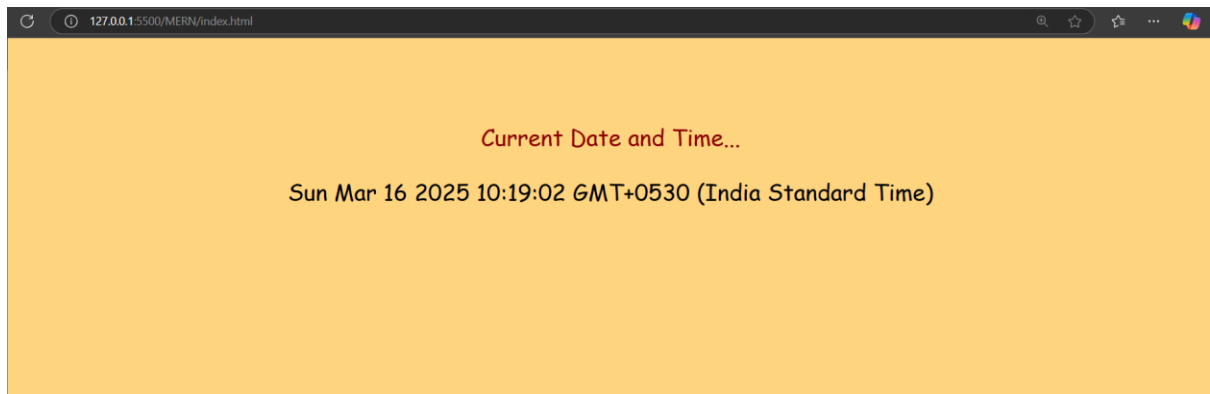 127.0.0.1:5500/MERN/index.html
Current Date and Time...
Sun Mar 16 2025 10:19:02 GMT+0530 (India Standard Time)